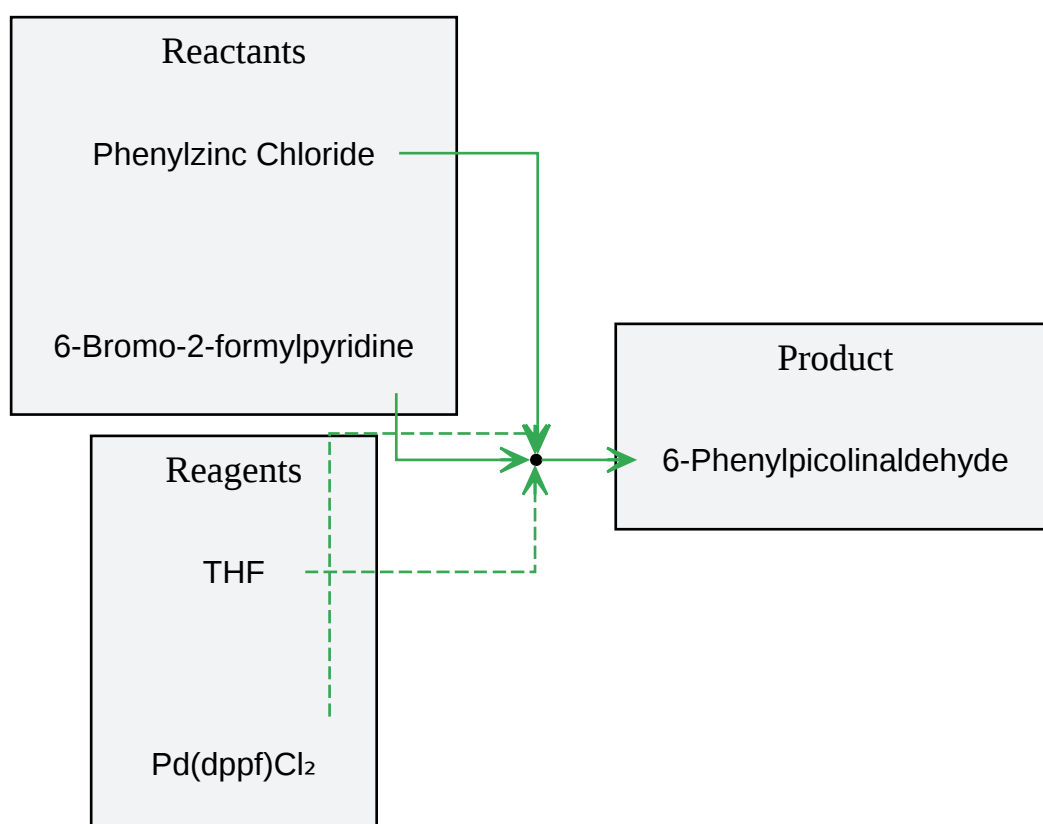 Reactants
Phenylzinc Chloride
6-Bromo-2-formylpyridine
Reagents
THF
Pd(dppf)Cl₂
Product
6-Phenylpicolinaldehyde